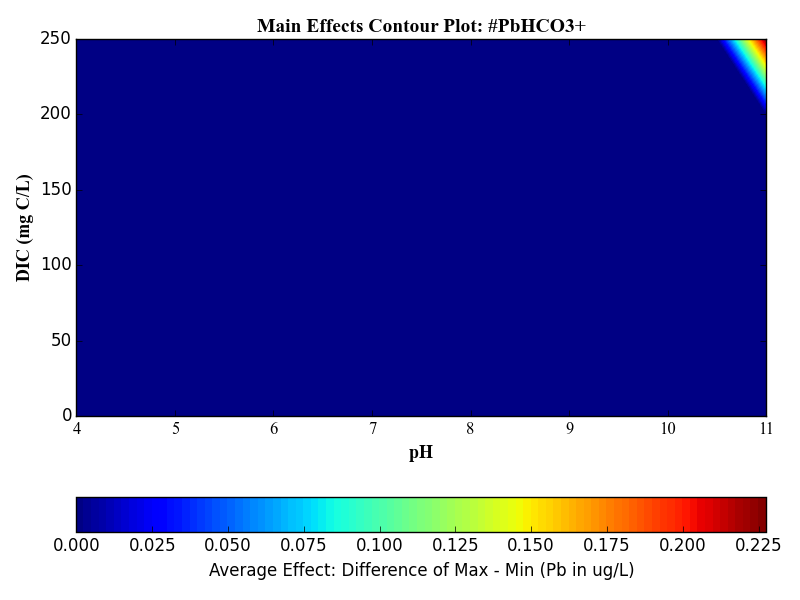 Main Effects Contour Plot: #PbHCO3+
250
200
150
100
50
0
DIC (mg C/L)
4 5 6 7 8 9 10 11
pH
0.000 0.025 0.050 0.075 0.100 0.125 0.150 0.175 0.200 0.225
Average Effect: Difference of Max - Min (Pb in ug/L)